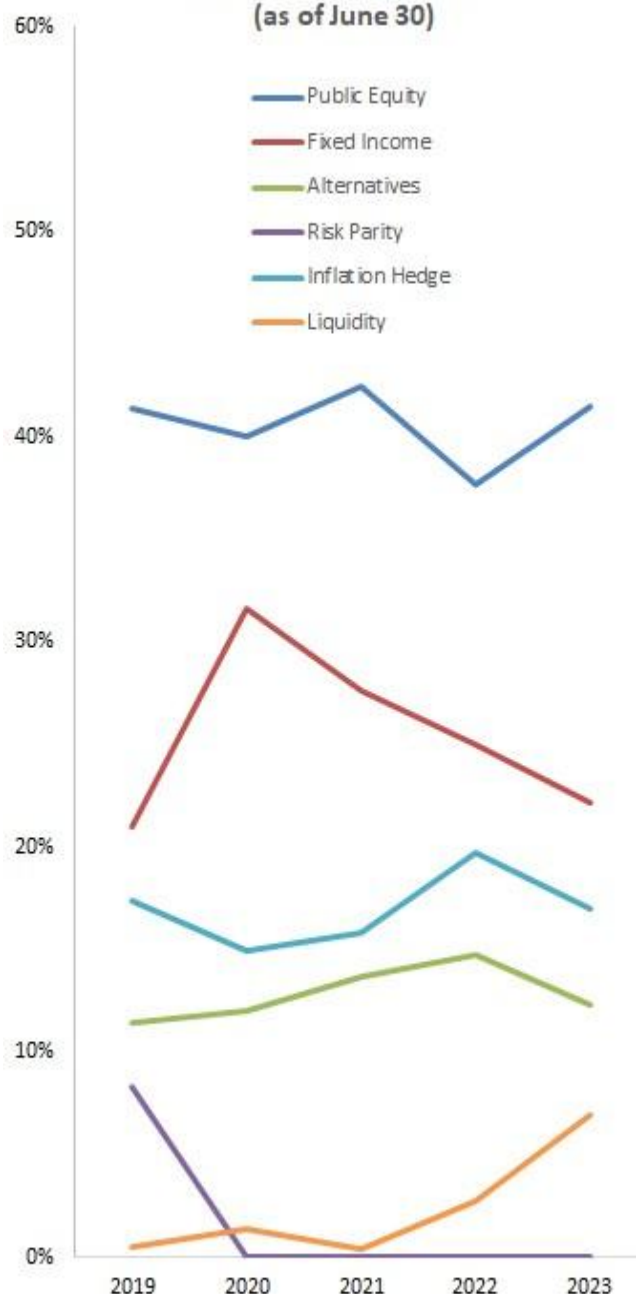 (as of June 30)
60%
Public Equity
Fixed Income
Alternatives
50%
Risk Parity
Inflation Hedge
Liquidity
40%
30%
20%
10%
0%
2019 2020 2021 2022 2023